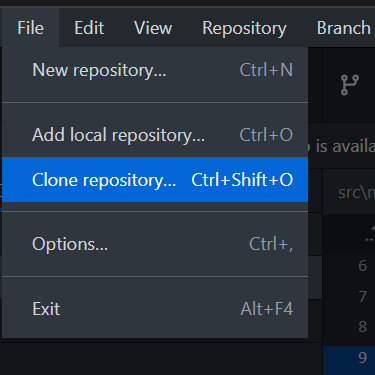 File Edit View Repository Branch
New repository... Ctrl+N
Add local repository... Ctrl+O
is availa
Clone repository... Ctrl+Shift+O
src\
Options... Ctrl+,
6
7
Exit Alt+F4
8
9